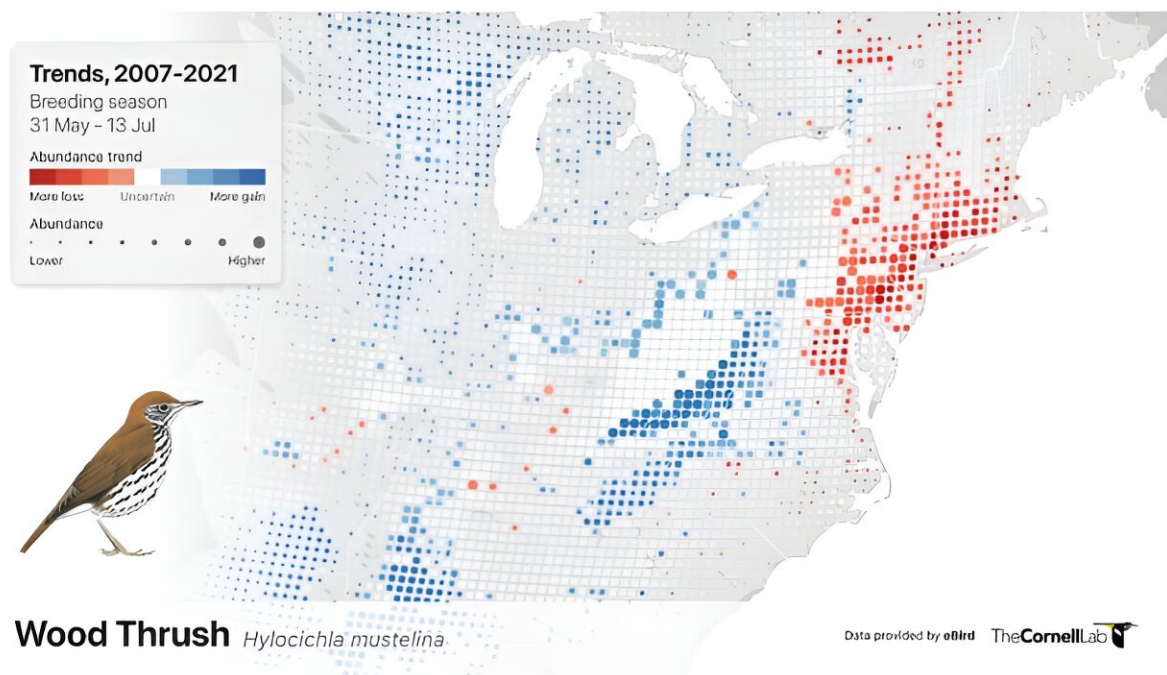 Trends, 2007-2021
Breeding season
31 May - 13 Jul
Abundance trend
More loss Uncertain More gain
Abundance
Lower Higher
Wood Thrush Hylocichla mustelina
Data provided by eBird TheCornellLab